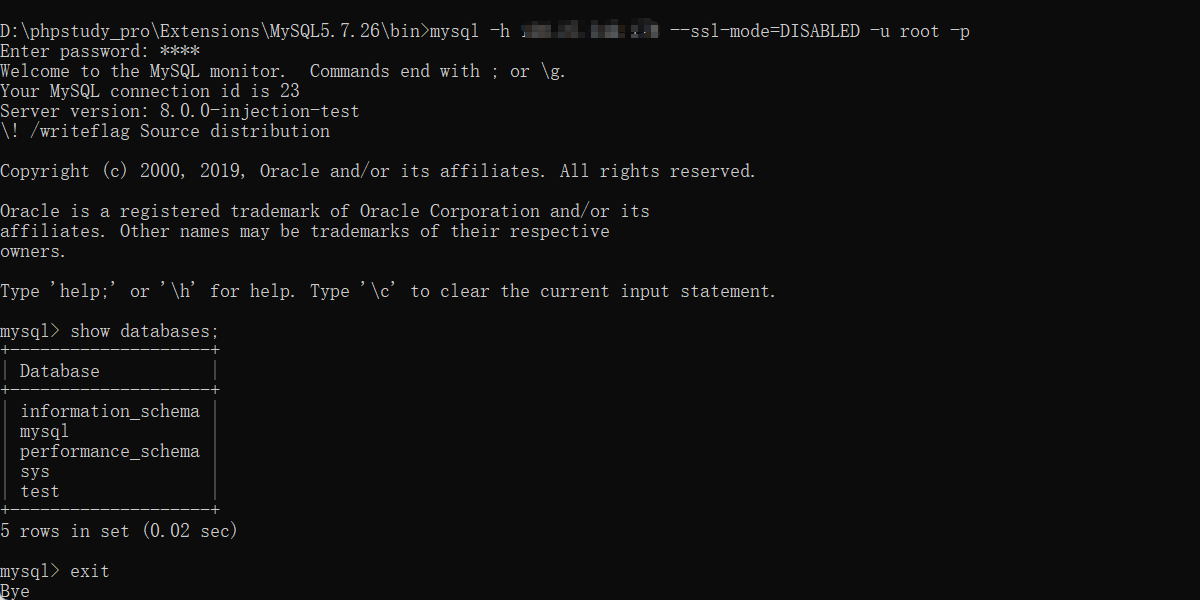 D:\phpstudy_pro\Extensions\MySQL5.7.26\bin>mysql -h --ssl-mode=DISABLED -u root -p
Enter password: ****
Welcome to the MySQL monitor.  Commands end with ; or \g.
Your MySQL connection id is 23
Server version: 8.0.0-injection-test
\! /writeflag Source distribution
Copyright (c) 2000, 2019, Oracle and/or its affiliates. All rights reserved.
Oracle is a registered trademark of Oracle Corporation and/or its
affiliates. Other names may be trademarks of their respective
owners.
Type 'help;' or '\h' for help. Type '\c' to clear the current input statement.
mysql> show databases;
+--------------------+
| Database           |
+--------------------+
| information_schema |
| mysql              |
| performance_schema |
| sys                |
| test               |
+--------------------+
5 rows in set (0.02 sec)
mysql> exit
Bye